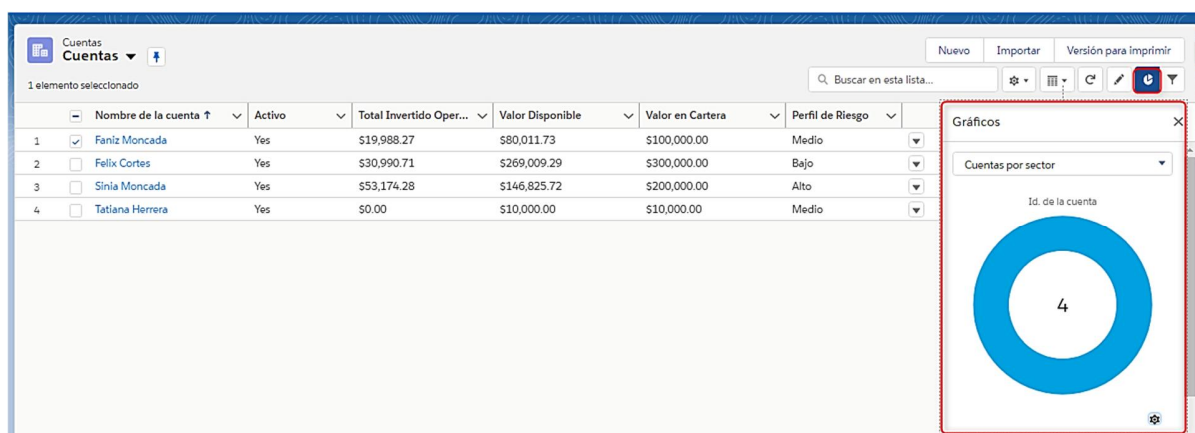 Cuentas
Cuentas
Nuevo Importar Versión para imprimir
1 elemento seleccionado
Buscar en esta lista...
Nombre de la cuenta ↑ Activo Total Invertido Oper... Valor Disponible Valor en Cartera Perfil de Riesgo
1 Faniz Moncada Yes $19,988.27 $80,011.73 $100,000.00 Medio
2 Felix Cortes Yes $30,990.71 $269,009.29 $300,000.00 Bajo
3 Sinia Moncada Yes $53,174.28 $146,825.72 $200,000.00 Alto
4 Tatiana Herrera Yes $0.00 $10,000.00 $10,000.00 Medio
Gráficos
Cuentas por sector
Id. de la cuenta
4